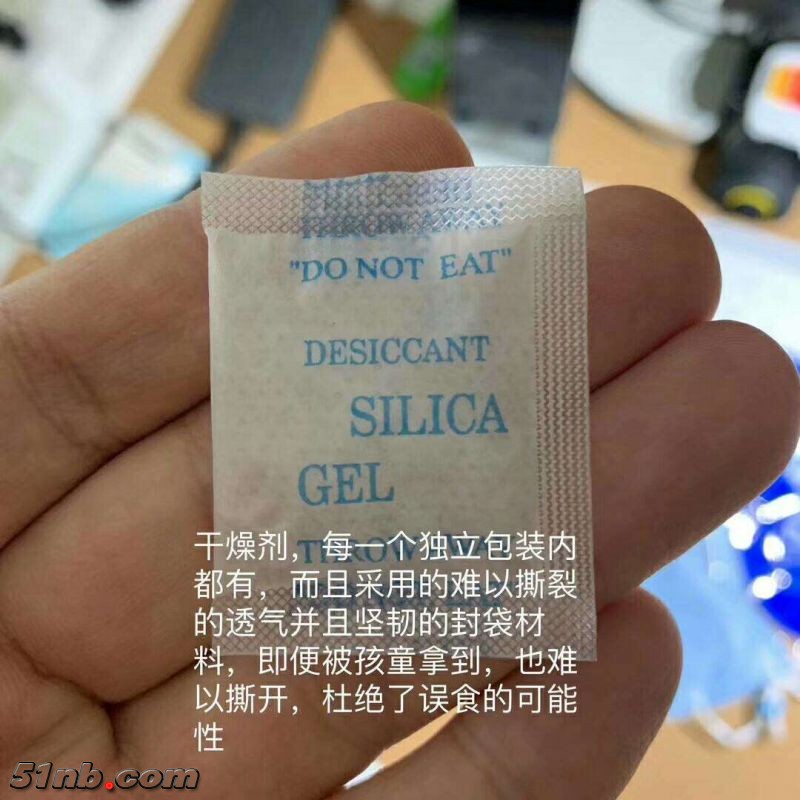 "DO NOT EAT"
DESICCANT
SILICA
GEL
THROW AWAY
干燥剂，每一个独立包装内
都有，而且采用的难以撕裂
的透气并且坚韧的封袋材
料，即便被孩童拿到，也难
以撕开，杜绝了误食的可能
性
51nb.com